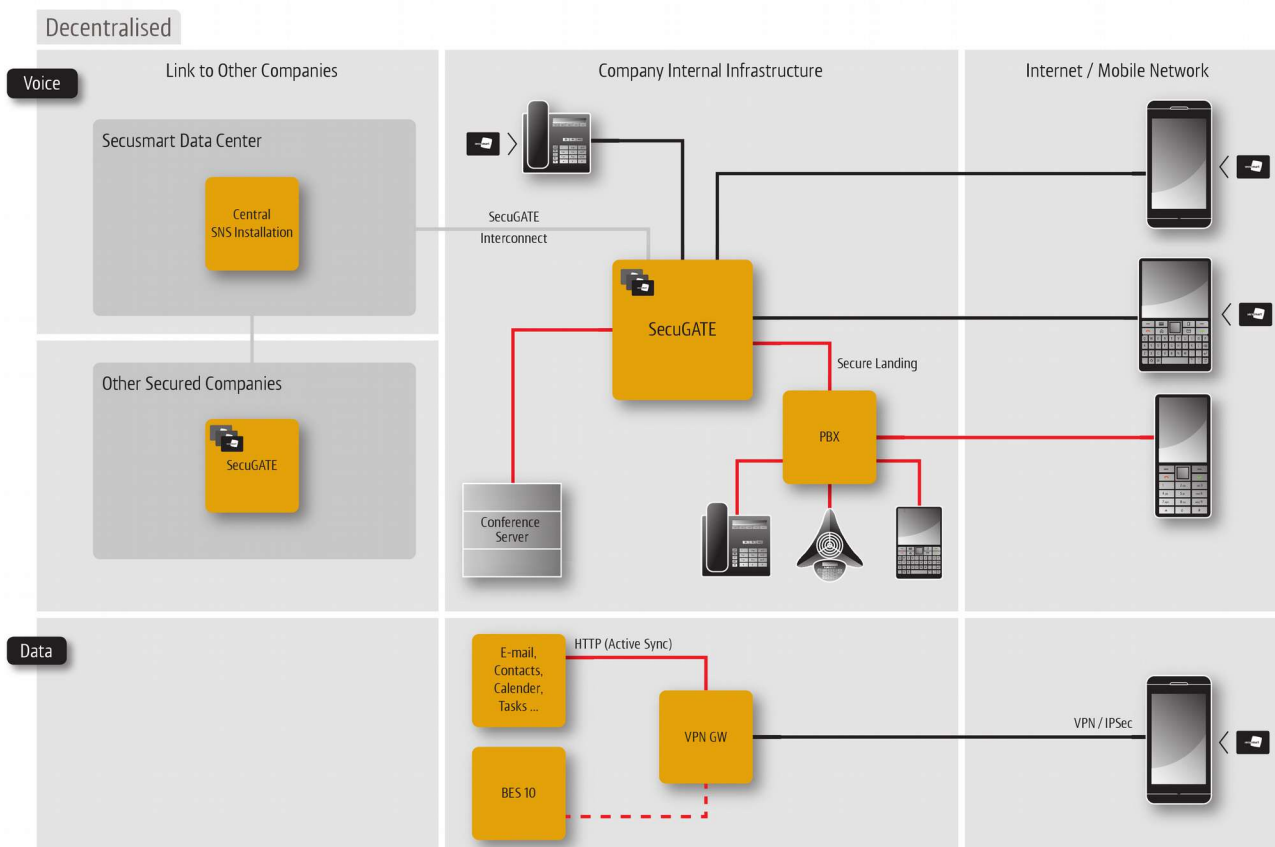 Decentralised
Voice
Link to Other Companies
Company Internal Infrastructure
Internet / Mobile Network
Secusmart Data Center
Central
SNS Installation
SecuGATE
Interconnect
SecuGATE
Secure Landing
Other Secured Companies
SecuGATE
PBX
Conference
Server
Data
E-mail,
Contacts,
Calender,
Tasks ...
HTTP (Active Sync)
VPN GW
VPN / IPSec
BES 10